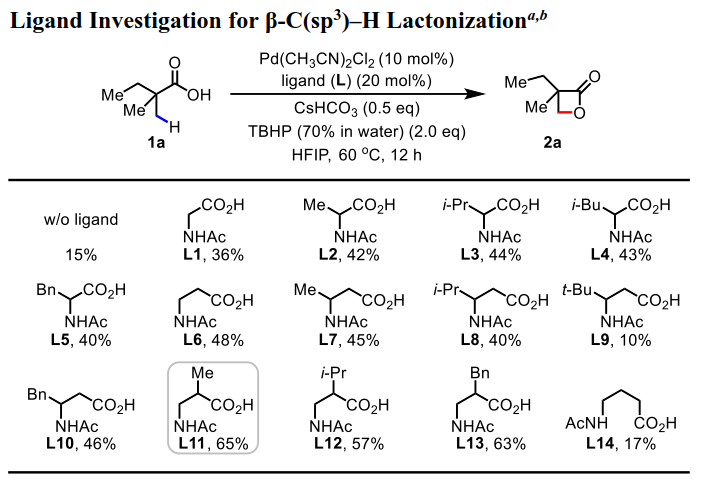 Ligand Investigation for β-C(sp³)–H Lactonizationᵃ,ᵇ
Pd(CH₃CN)₂Cl₂ (10 mol%)
ligand (L) (20 mol%)
CsHCO₃ (0.5 eq)
TBHP (70% in water) (2.0 eq)
HFIP, 60 ºC, 12 h
Me
Me
O
OH
H
1a
Me
Me
O
O
2a
w/o ligand
15%
CO₂H
NHAc
L1, 36%
Me
CO₂H
NHAc
L2, 42%
i-Pr
CO₂H
NHAc
L3, 44%
i-Bu
CO₂H
NHAc
L4, 43%
Bn
CO₂H
NHAc
L5, 40%
CO₂H
NHAc
L6, 48%
Me
CO₂H
NHAc
L7, 45%
i-Pr
CO₂H
NHAc
L8, 40%
t-Bu
CO₂H
NHAc
L9, 10%
Bn
CO₂H
NHAc
L10, 46%
Me
CO₂H
NHAc
L11, 65%
i-Pr
CO₂H
NHAc
L12, 57%
Bn
CO₂H
NHAc
L13, 63%
AcNH
CO₂H
L14, 17%